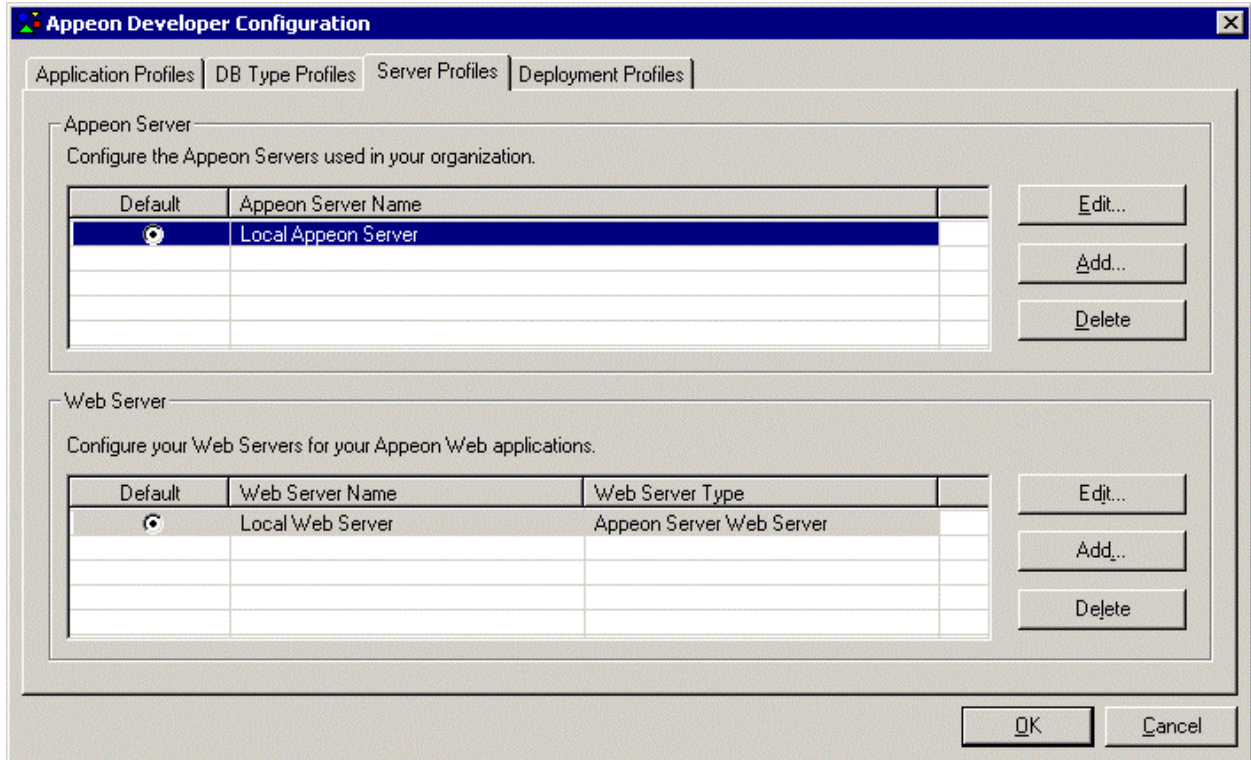 Appeon Developer Configuration
Application Profiles DB Type Profiles Server Profiles Deployment Profiles
Appeon Server
Configure the Appeon Servers used in your organization.
Default Appeon Server Name
Local Appeon Server
Edit...
Add...
Delete
Web Server
Configure your Web Servers for your Appeon Web applications.
Default Web Server Name Web Server Type
Local Web Server Appeon Server Web Server
Edit...
Add...
Delete
OK Cancel